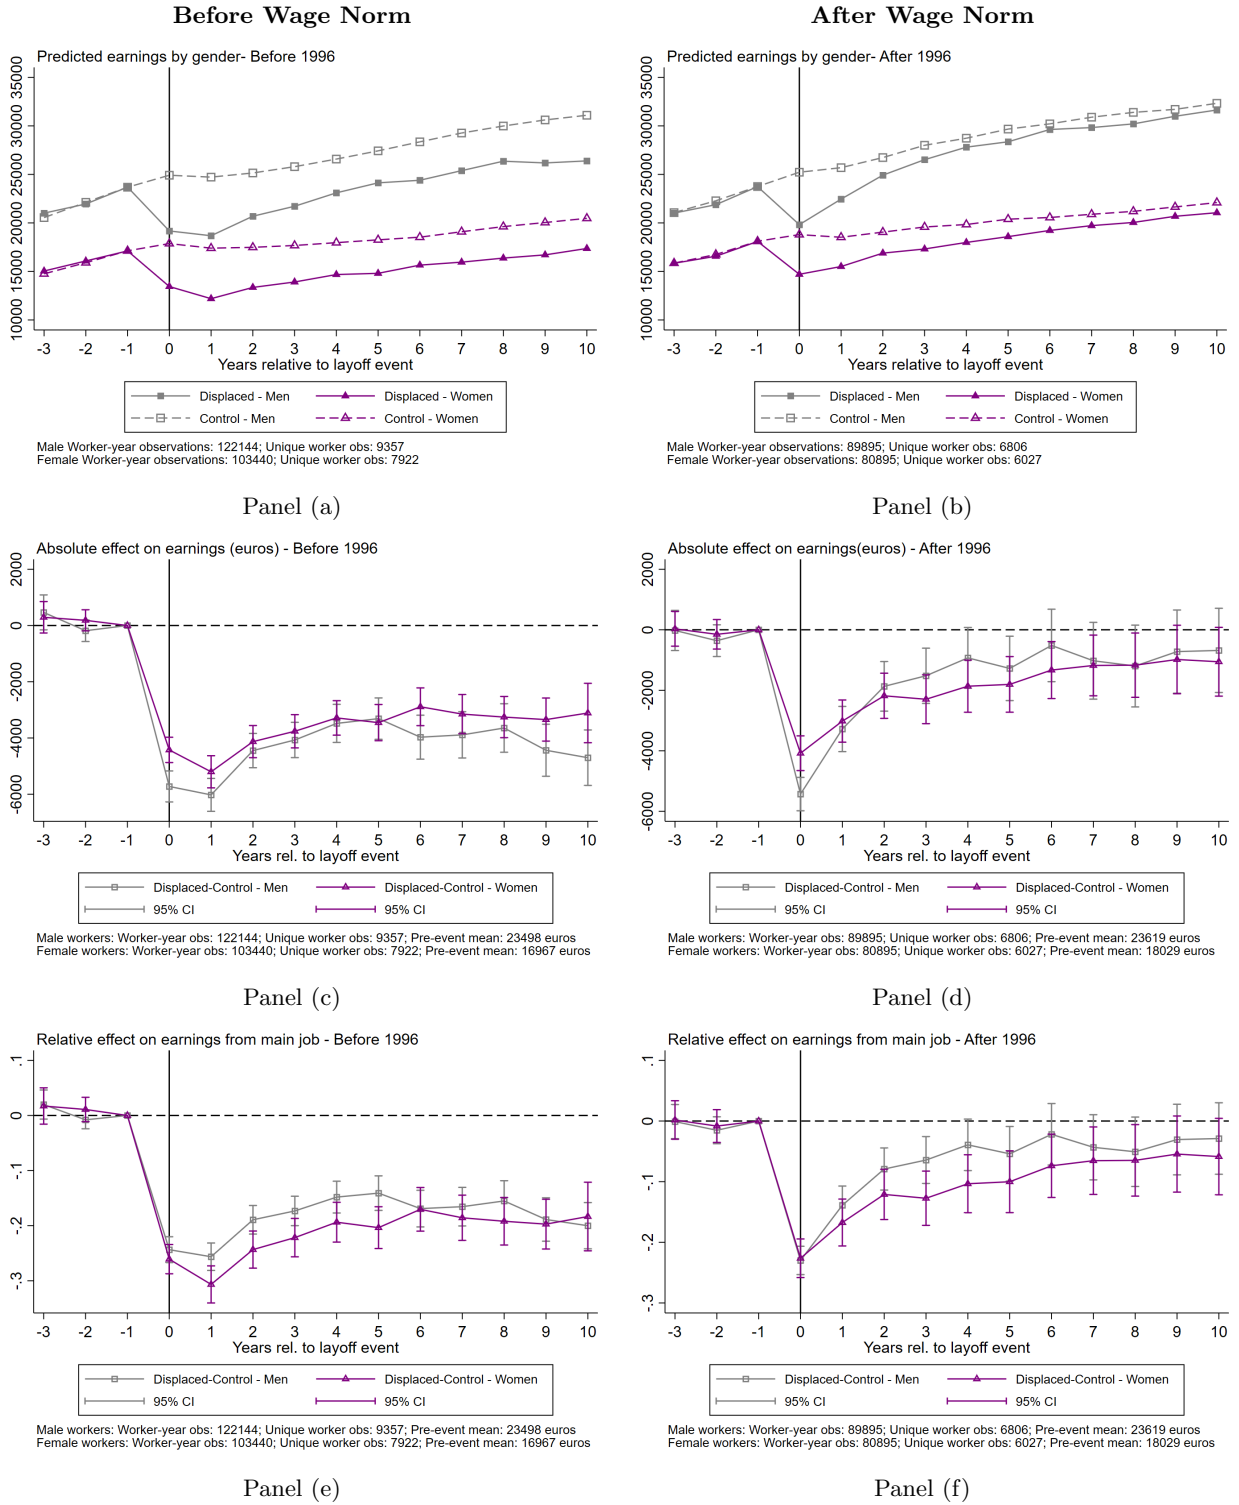 Before Wage Norm
After Wage Norm
Predicted earnings by gender- Before 1996
35000
30000
25000
20000
15000
10000
-3 -2 -1 0 1 2 3 4 5 6 7 8 9 10
Years relative to layoff event
Displaced - Men
Displaced - Women
Control - Men
Control - Women
Male Worker-year observations: 122144; Unique worker obs: 9357
Female Worker-year observations: 103440; Unique worker obs: 7922
Panel (a)
Predicted earnings by gender- After 1996
35000
30000
25000
20000
15000
10000
-3 -2 -1 0 1 2 3 4 5 6 7 8 9 10
Years relative to layoff event
Displaced - Men
Displaced - Women
Control - Men
Control - Women
Male Worker-year observations: 89895; Unique worker obs: 6806
Female Worker-year observations: 80895; Unique worker obs: 6027
Panel (b)
Absolute effect on earnings (euros) - Before 1996
2000
0
-2000
-4000
-6000
-3 -2 -1 0 1 2 3 4 5 6 7 8 9 10
Years rel. to layoff event
Displaced-Control - Men
Displaced-Control - Women
95% CI
95% CI
Male workers: Worker-year obs: 122144; Unique worker obs: 9357; Pre-event mean: 23498 euros
Female workers: Worker-year obs: 103440; Unique worker obs: 7922; Pre-event mean: 16967 euros
Panel (c)
Absolute effect on earnings(euros) - After 1996
2000
0
-2000
-4000
-6000
-3 -2 -1 0 1 2 3 4 5 6 7 8 9 10
Years rel. to layoff event
Displaced-Control - Men
Displaced-Control - Women
95% CI
95% CI
Male workers: Worker-year obs: 89895; Unique worker obs: 6806; Pre-event mean: 23619 euros
Female workers: Worker-year obs: 80895; Unique worker obs: 6027; Pre-event mean: 18029 euros
Panel (d)
Relative effect on earnings from main job - Before 1996
.1
0
-.1
-.2
-.3
-3 -2 -1 0 1 2 3 4 5 6 7 8 9 10
Years rel. to layoff event
Displaced-Control - Men
Displaced-Control - Women
95% CI
95% CI
Male workers: Worker-year obs: 122144; Unique worker obs: 9357; Pre-event mean: 23498 euros
Female workers: Worker-year obs: 103440; Unique worker obs: 7922; Pre-event mean: 16967 euros
Panel (e)
Relative effect on earnings from main job - After 1996
.1
0
-.1
-.2
-.3
-3 -2 -1 0 1 2 3 4 5 6 7 8 9 10
Years rel. to layoff event
Displaced-Control - Men
Displaced-Control - Women
95% CI
95% CI
Male workers: Worker-year obs: 89895; Unique worker obs: 6806; Pre-event mean: 23619 euros
Female workers: Worker-year obs: 80895; Unique worker obs: 6027; Pre-event mean: 18029 euros
Panel (f)